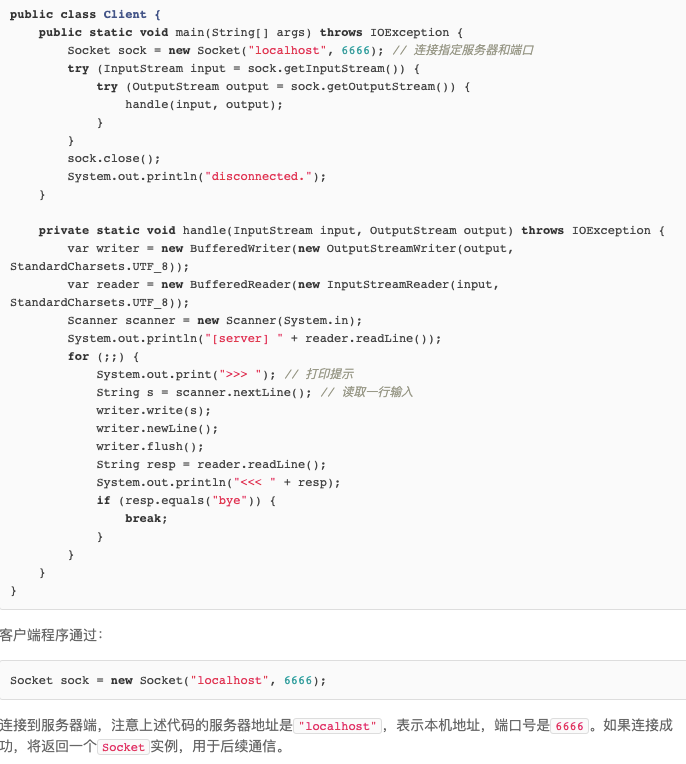 public class Client {
    public static void main(String[] args) throws IOException {
        Socket sock = new Socket("localhost", 6666); // 连接指定服务器和端口
        try (InputStream input = sock.getInputStream()) {
            try (OutputStream output = sock.getOutputStream()) {
                handle(input, output);
            }
        }
        sock.close();
        System.out.println("disconnected.");
    }

    private static void handle(InputStream input, OutputStream output) throws IOException {
        var writer = new BufferedWriter(new OutputStreamWriter(output,
StandardCharsets.UTF_8));
        var reader = new BufferedReader(new InputStreamReader(input,
StandardCharsets.UTF_8));
        Scanner scanner = new Scanner(System.in);
        System.out.println("[server] " + reader.readLine());
        for (;;) {
            System.out.print(">>> "); // 打印提示
            String s = scanner.nextLine(); // 读取一行输入
            writer.write(s);
            writer.newLine();
            writer.flush();
            String resp = reader.readLine();
            System.out.println("<<< " + resp);
            if (resp.equals("bye")) {
                break;
            }
        }
    }
}
客户端程序通过：
Socket sock = new Socket("localhost", 6666);
连接到服务器端，注意上述代码的服务器地址是"localhost"，表示本机地址，端口号是6666。如果连接成
功，将返回一个Socket实例，用于后续通信。